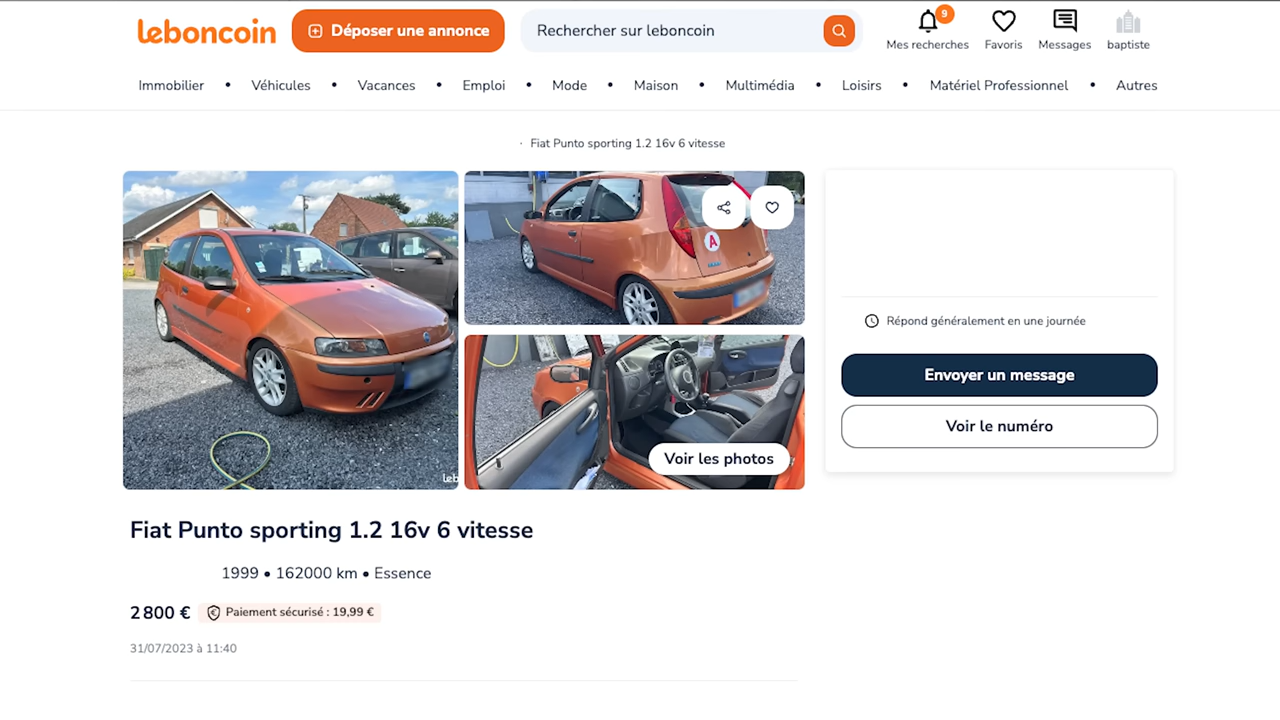 leboncoin
Déposer une annonce
Rechercher sur leboncoin
9
Mes recherches
Favoris
Messages
baptiste
Immobilier • Véhicules • Vacances • Emploi • Mode • Maison • Multimédia • Loisirs • Matériel Professionnel • Autres
· Fiat Punto sporting 1.2 16v 6 vitesse
A
leb
Répond généralement en une journée
Envoyer un message
Voir le numéro
Voir les photos
Fiat Punto sporting 1.2 16v 6 vitesse
1999 • 162000 km • Essence
2 800 € Paiement sécurisé : 19,99 €
31/07/2023 à 11:40